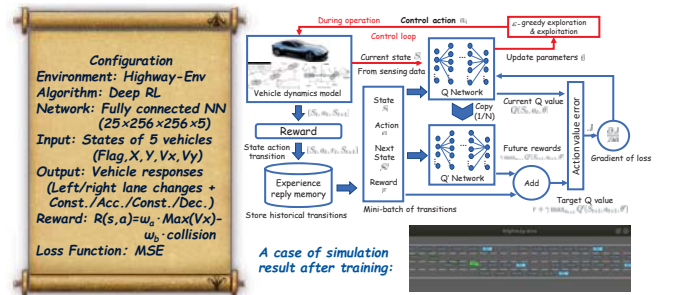 Configuration
Environment: Highway-Env
Algorithm: Deep RL
Network: Fully connected NN
(25×256×256×5)
Input: States of 5 vehicles
(Flag,X,Y,Vx,Vy)
Output: Vehicle responses
(Left/right lane changes +
Const./Acc./Const./Dec.)
Reward: R(s,a)=ωa·Max(Vx)-
ωb·collision
Loss Function: MSE
During operation
Control action
Control loop
ε-greedy exploration
& exploitation
Current state
From sensing data
Update parameters θ
Vehicle dynamics model
Q Network
Reward
State action
transition
Experience
reply memory
Store historical transitions
State
Action
Next
State
Reward
Mini-batch of transitions
Copy
(1/N)
Q' Network
Current Q value
Future rewards
Add
Target Q value
Action value error
Gradient of loss
A case of simulation
result after training: